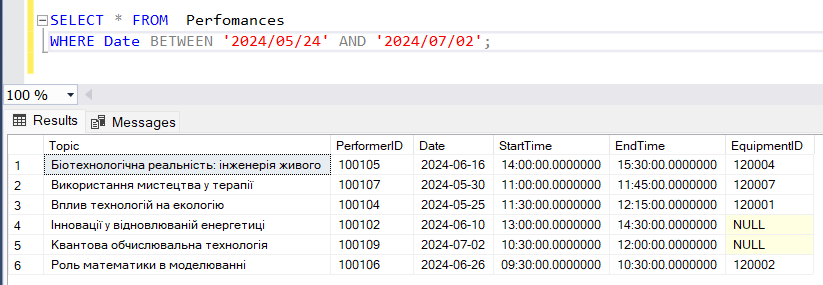 SELECT * FROM Perfomances
WHERE Date BETWEEN '2024/05/24' AND '2024/07/02';
100 %
Results Messages
Topic PerformerID Date StartTime EndTime EquipmentID
1 Біотехнологічна реальність: інженерія живого 100105 2024-06-16 14:00:00.0000000 15:30:00.0000000 120004
2 Використання мистецтва у терапії 100107 2024-05-30 11:00:00.0000000 11:45:00.0000000 120007
3 Вплив технологій на екологію 100104 2024-05-25 11:30:00.0000000 12:15:00.0000000 120001
4 Інновації у відновлюваній енергетиці 100102 2024-06-10 13:00:00.0000000 14:30:00.0000000 NULL
5 Квантова обчислювальна технологія 100109 2024-07-02 10:30:00.0000000 12:00:00.0000000 NULL
6 Роль математики в моделюванні 100106 2024-06-26 09:30:00.0000000 10:30:00.0000000 120002